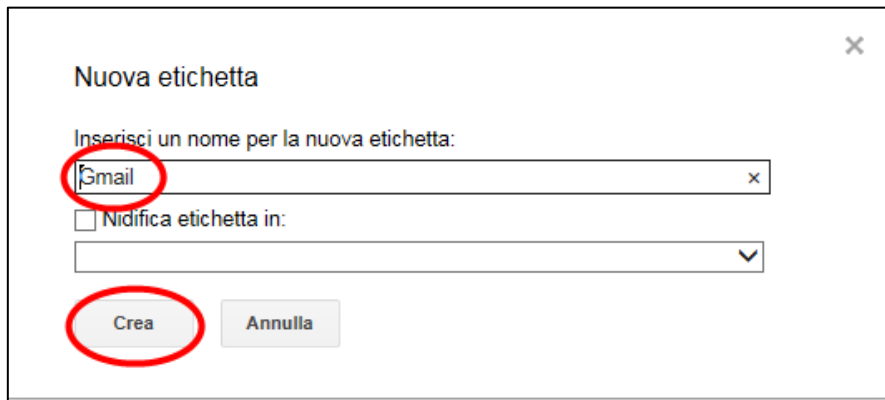 Nuova etichetta
Inserisci un nome per la nuova etichetta:
Gmail
Nidifica etichetta in:
Crea Annulla